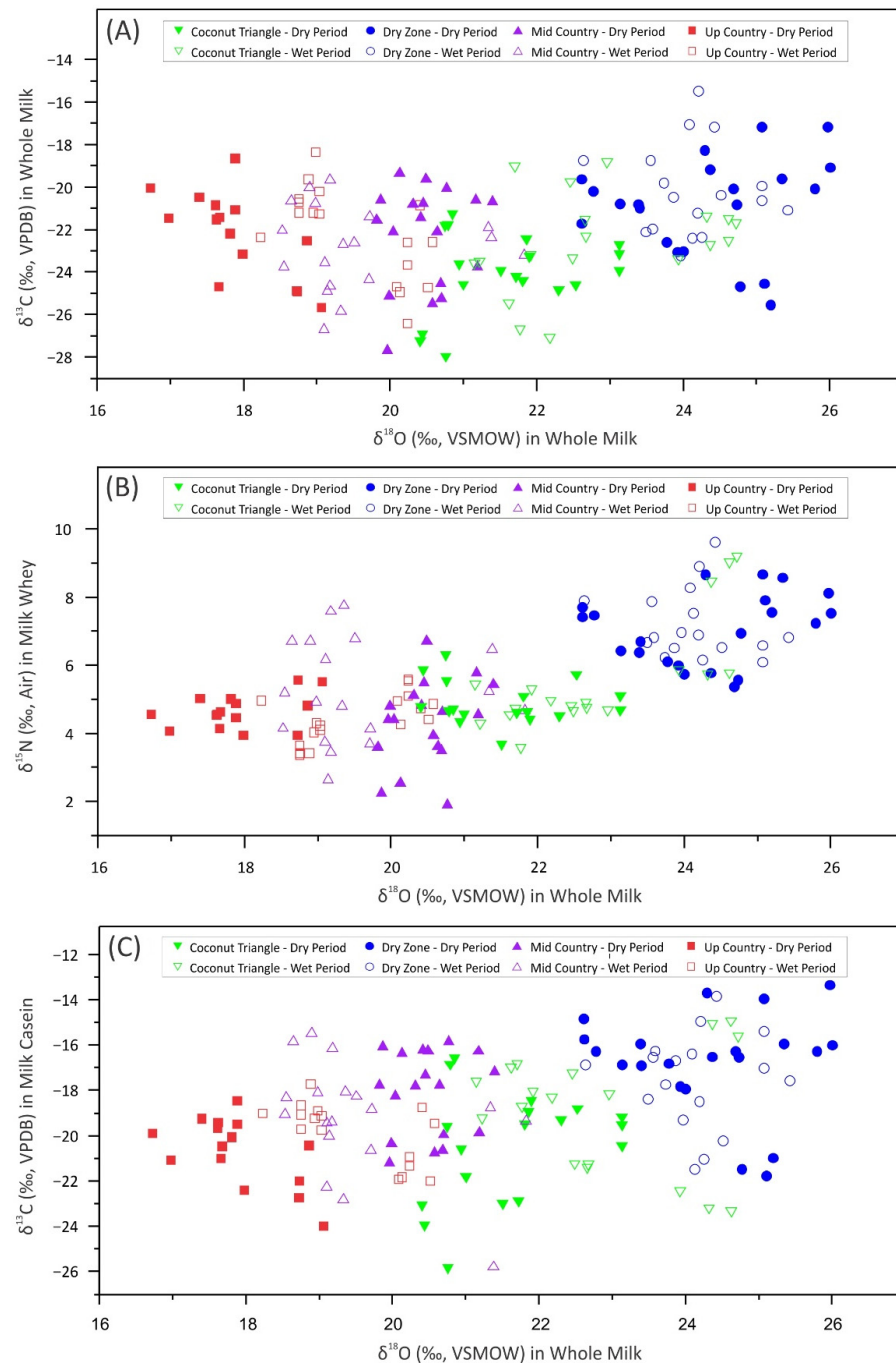 (A)
Coconut Triangle - Dry Period Dry Zone - Dry Period Mid Country - Dry Period Up Country - Dry Period
Coconut Triangle - Wet Period Dry Zone - Wet Period Mid Country - Wet Period Up Country - Wet Period
−14
−16
−18
−20
−22
−24
−26
−28
δ¹³C (‰, VPDB) in Whole Milk
16 18 20 22 24 26
δ¹⁸O (‰, VSMOW) in Whole Milk
(B)
Coconut Triangle - Dry Period Dry Zone - Dry Period Mid Country - Dry Period Up Country - Dry Period
Coconut Triangle - Wet Period Dry Zone - Wet Period Mid Country - Wet Period Up Country - Wet Period
10
8
6
4
2
δ¹⁵N (‰, Air) in Milk Whey
16 18 20 22 24 26
δ¹⁸O (‰, VSMOW) in Whole Milk
(C)
Coconut Triangle - Dry Period Dry Zone - Dry Period Mid Country - Dry Period Up Country - Dry Period
Coconut Triangle - Wet Period Dry Zone - Wet Period Mid Country - Wet Period Up Country - Wet Period
−12
−14
−16
−18
−20
−22
−24
−26
δ¹³C (‰, VPDB) in Milk Casein
16 18 20 22 24 26
δ¹⁸O (‰, VSMOW) in Whole Milk